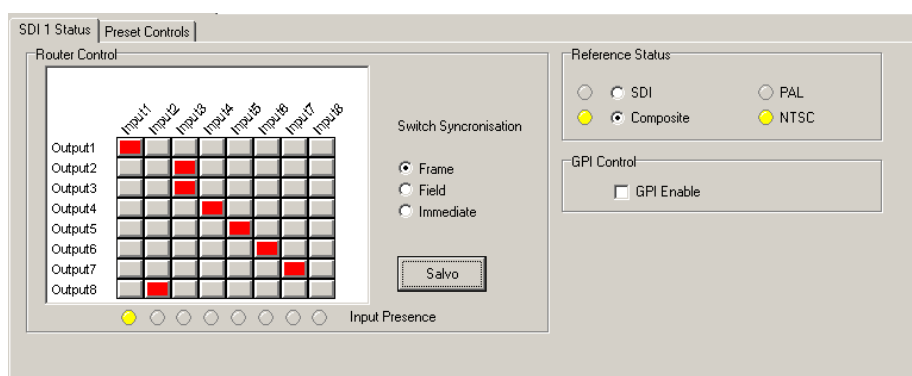 SDI 1 Status
Preset Controls
Router Control
Input1 Input2 Input3 Input4 Input5 Input6 Input7 Input8
Output1
Output2
Output3
Output4
Output5
Output6
Output7
Output8
Input Presence
Switch Syncronisation
Frame
Field
Immediate
Salvo
Reference Status
SDI
PAL
Composite
NTSC
GPI Control
GPI Enable